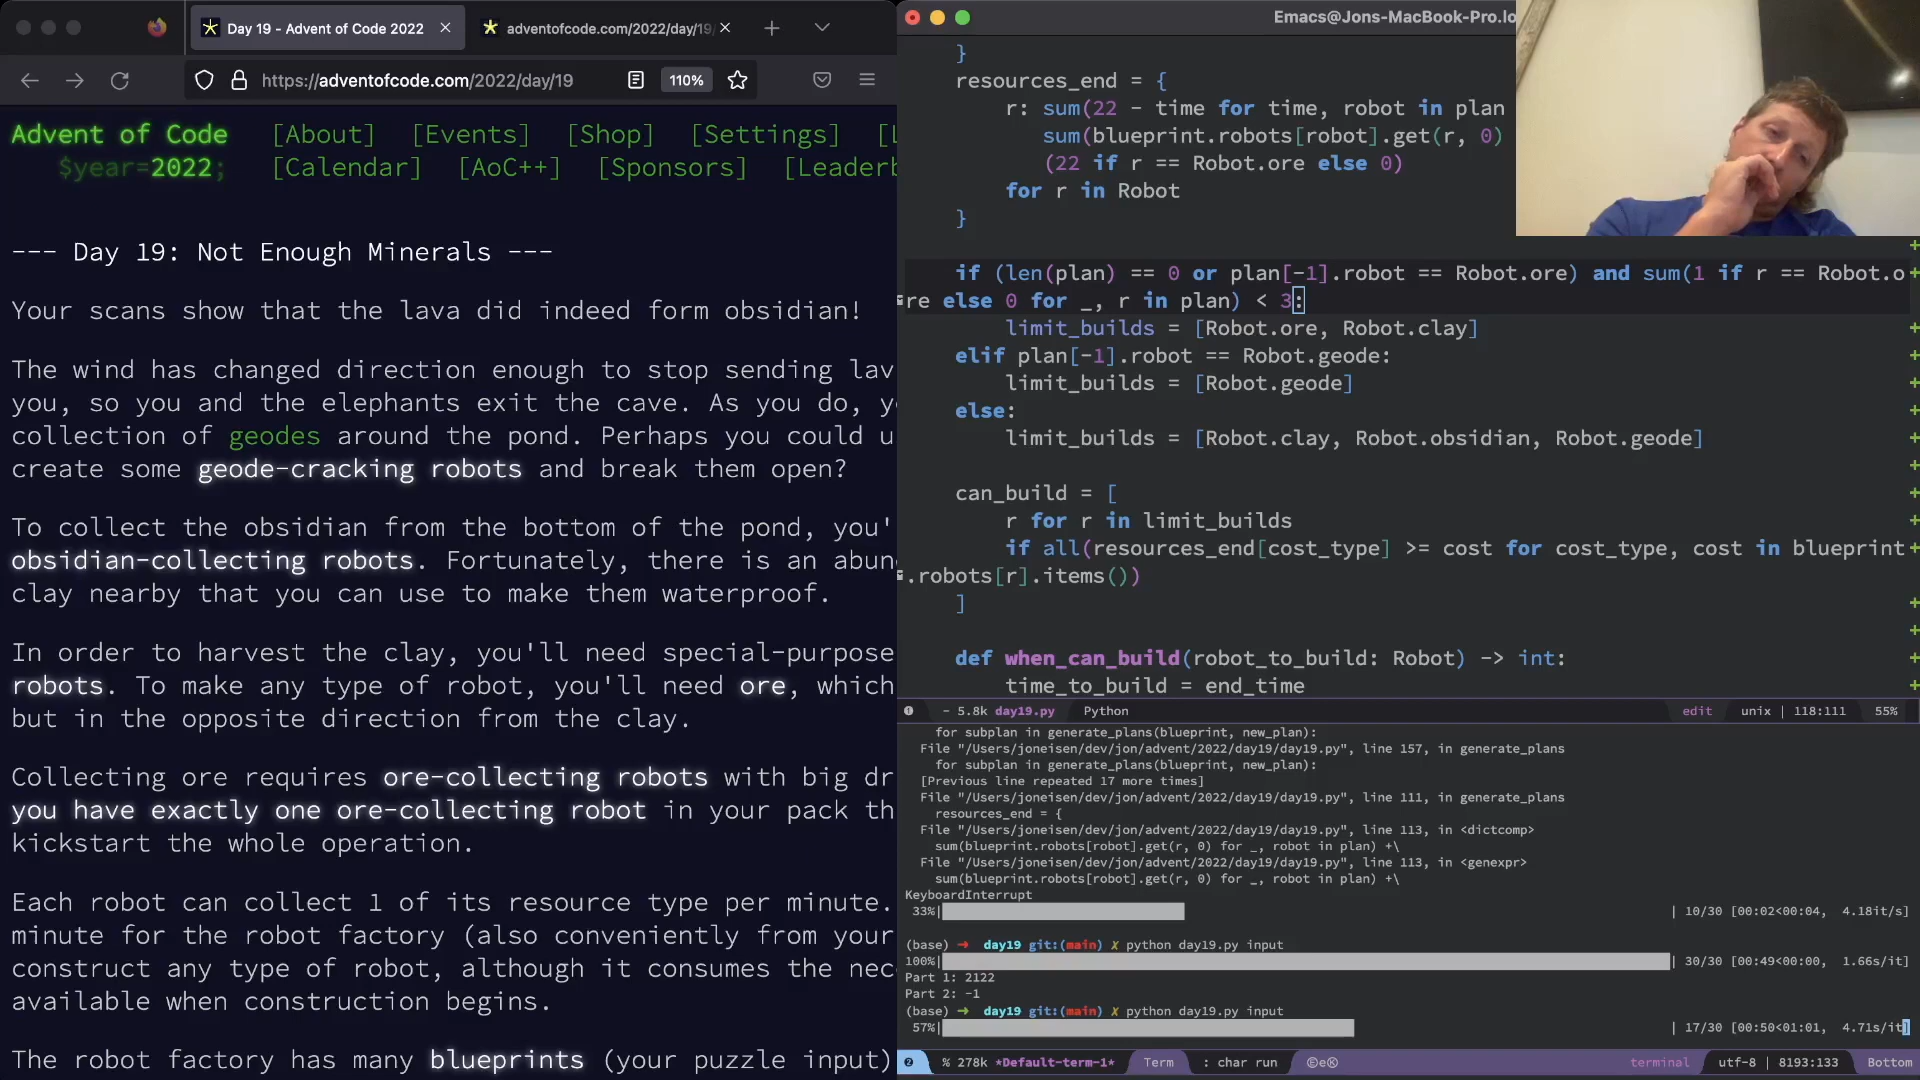 Day 19 - Advent of Code 2022
adventofcode.com/2022/day/19
https://adventofcode.com/2022/day/19
110%
Advent of Code [About] [Events] [Shop] [Settings] [L
$year=2022; [Calendar] [AoC++] [Sponsors] [Leaderb
--- Day 19: Not Enough Minerals ---
Your scans show that the lava did indeed form obsidian!
The wind has changed direction enough to stop sending lav
you, so you and the elephants exit the cave. As you do, y
collection of geodes around the pond. Perhaps you could u
create some geode-cracking robots and break them open?
To collect the obsidian from the bottom of the pond, you'
obsidian-collecting robots. Fortunately, there is an abun
clay nearby that you can use to make them waterproof.
In order to harvest the clay, you'll need special-purpose
robots. To make any type of robot, you'll need ore, which
but in the opposite direction from the clay.
Collecting ore requires ore-collecting robots with big dr
you have exactly one ore-collecting robot in your pack th
kickstart the whole operation.
Each robot can collect 1 of its resource type per minute.
minute for the robot factory (also conveniently from your
construct any type of robot, although it consumes the nec
available when construction begins.
The robot factory has many blueprints (your puzzle input)
Emacs@Jons-MacBook-Pro.lo
}
resources_end = {
r: sum(22 - time for time, robot in plan
sum(blueprint.robots[robot].get(r, 0)
(22 if r == Robot.ore else 0)
for r in Robot
}
if (len(plan) == 0 or plan[-1].robot == Robot.ore) and sum(1 if r == Robot.o
re else 0 for _, r in plan) < 3:
limit_builds = [Robot.ore, Robot.clay]
elif plan[-1].robot == Robot.geode:
limit_builds = [Robot.geode]
else:
limit_builds = [Robot.clay, Robot.obsidian, Robot.geode]
can_build = [
r for r in limit_builds
if all(resources_end[cost_type] >= cost for cost_type, cost in blueprint
.robots[r].items())
]
def when_can_build(robot_to_build: Robot) -> int:
time_to_build = end_time
- 5.8k day19.py Python edit unix | 118:111 55%
for subplan in generate_plans(blueprint, new_plan):
File "/Users/joneisen/dev/jon/advent/2022/day19/day19.py", line 157, in generate_plans
for subplan in generate_plans(blueprint, new_plan):
[Previous line repeated 17 more times]
File "/Users/joneisen/dev/jon/advent/2022/day19/day19.py", line 111, in generate_plans
resources_end = {
File "/Users/joneisen/dev/jon/advent/2022/day19/day19.py", line 113, in <dictcomp>
sum(blueprint.robots[robot].get(r, 0) for _, robot in plan) +\
File "/Users/joneisen/dev/jon/advent/2022/day19/day19.py", line 113, in <genexpr>
sum(blueprint.robots[robot].get(r, 0) for _, robot in plan) +\
KeyboardInterrupt
33%| | 10/30 [00:02<00:04, 4.18it/s]
(base) ➜ day19 git:(main) ✗ python day19.py input
100%| | 30/30 [00:49<00:00, 1.66s/it]
Part 1: 2122
Part 2: -1
(base) ➜ day19 git:(main) ✗ python day19.py input
57%| | 17/30 [00:50<01:01, 4.71s/it]
% 278k *Default-term-1* Term : char run ⒺⓔⓀ terminal utf-8 | 8193:133 Bottom